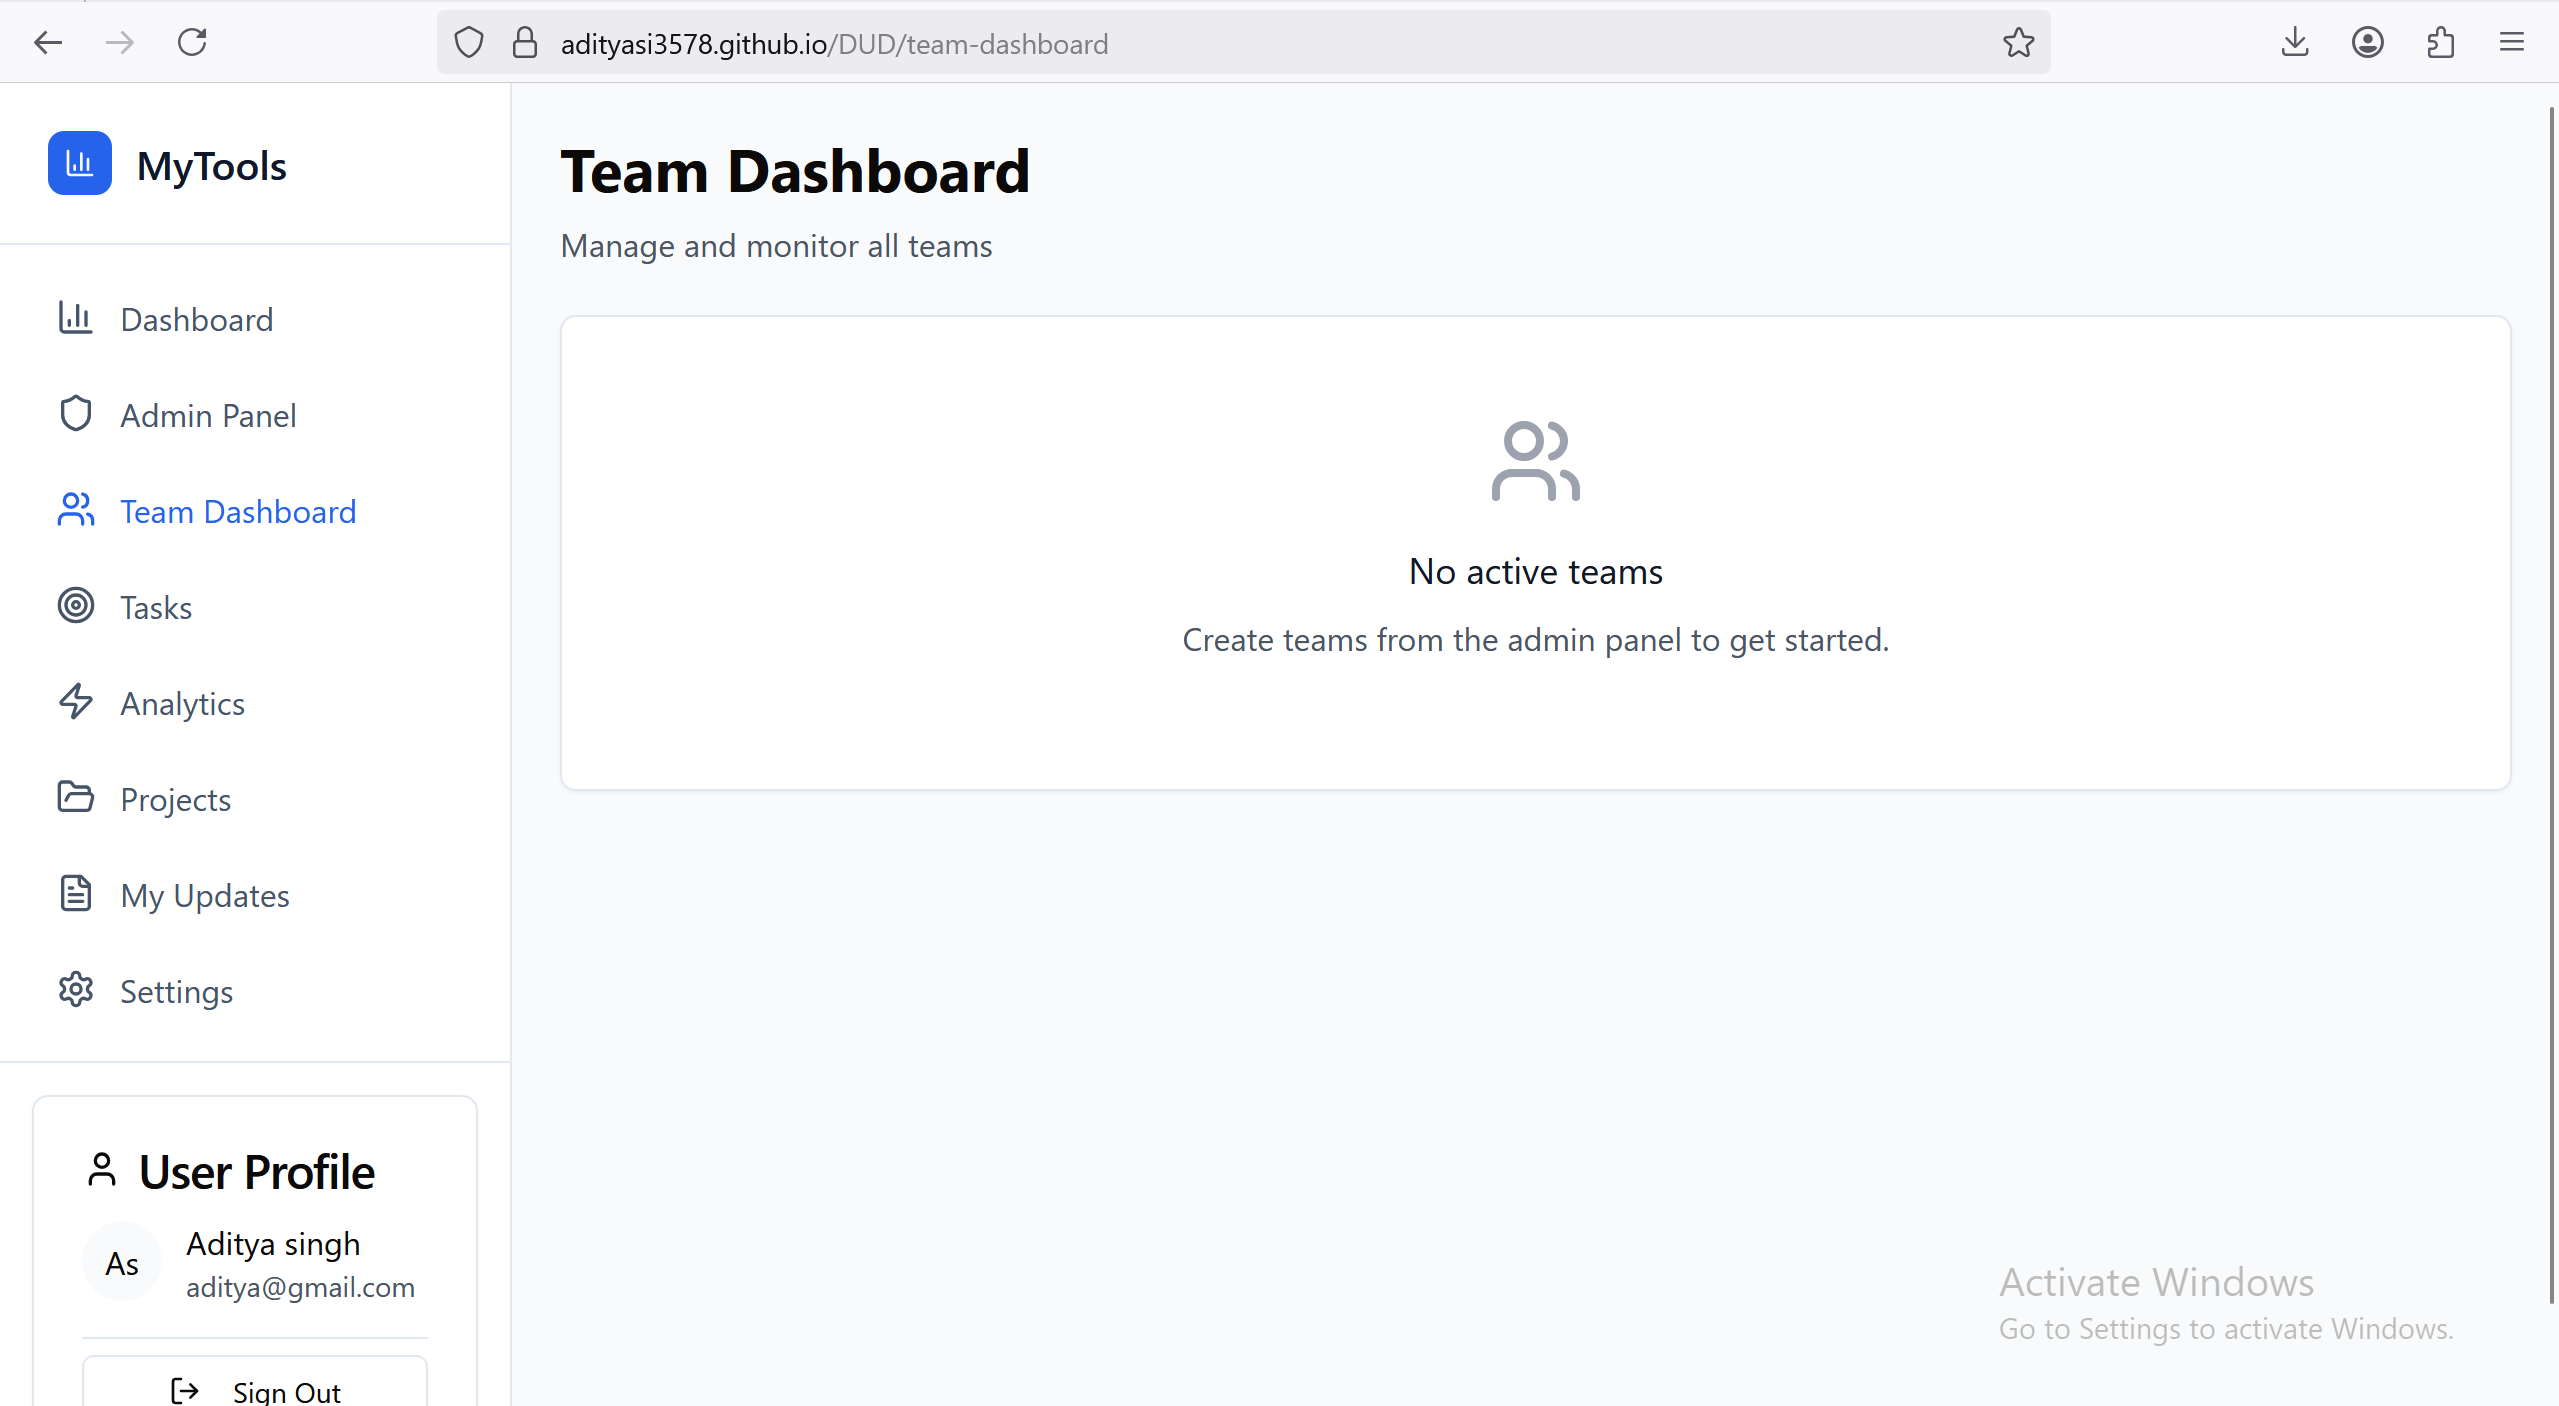 adityasi3578.github.io/DUD/team-dashboard
MyTools
Dashboard
Admin Panel
Team Dashboard
Tasks
Analytics
Projects
My Updates
Settings
User Profile
As
Aditya singh
aditya@gmail.com
Sign Out
Team Dashboard
Manage and monitor all teams
No active teams
Create teams from the admin panel to get started.
Activate Windows
Go to Settings to activate Windows.